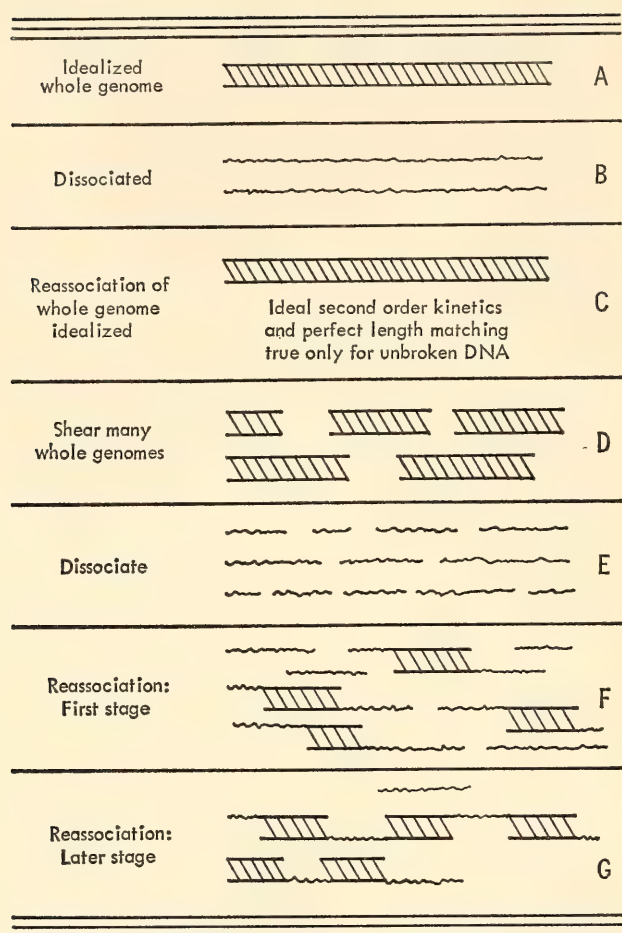 Idealized
whole genome
A
Dissociated
B
Reassociation of
whole genome
idealized
Ideal second order kinetics
and perfect length matching
true only for unbroken DNA
C
Shear many
whole genomes
D
Dissociate
E
Reassociation:
First stage
F
Reassociation:
Later stage
G